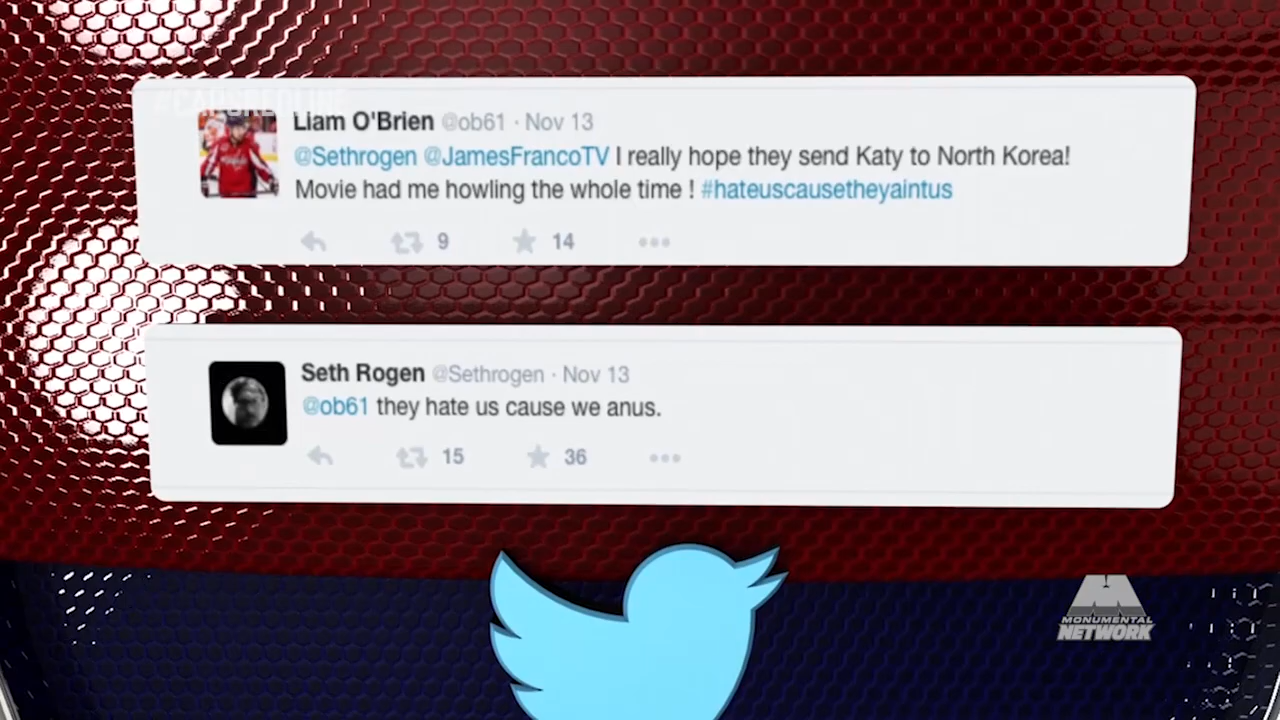 #CAPSREDLINE
Liam O'Brien @ob61 · Nov 13
@Sethrogen @JamesFrancoTV I really hope they send Katy to North Korea!
Movie had me howling the whole time ! #hateuscausetheyaintus
9 14
Seth Rogen @Sethrogen · Nov 13
@ob61 they hate us cause we anus.
15 36
MONUMENTAL
NETWORK